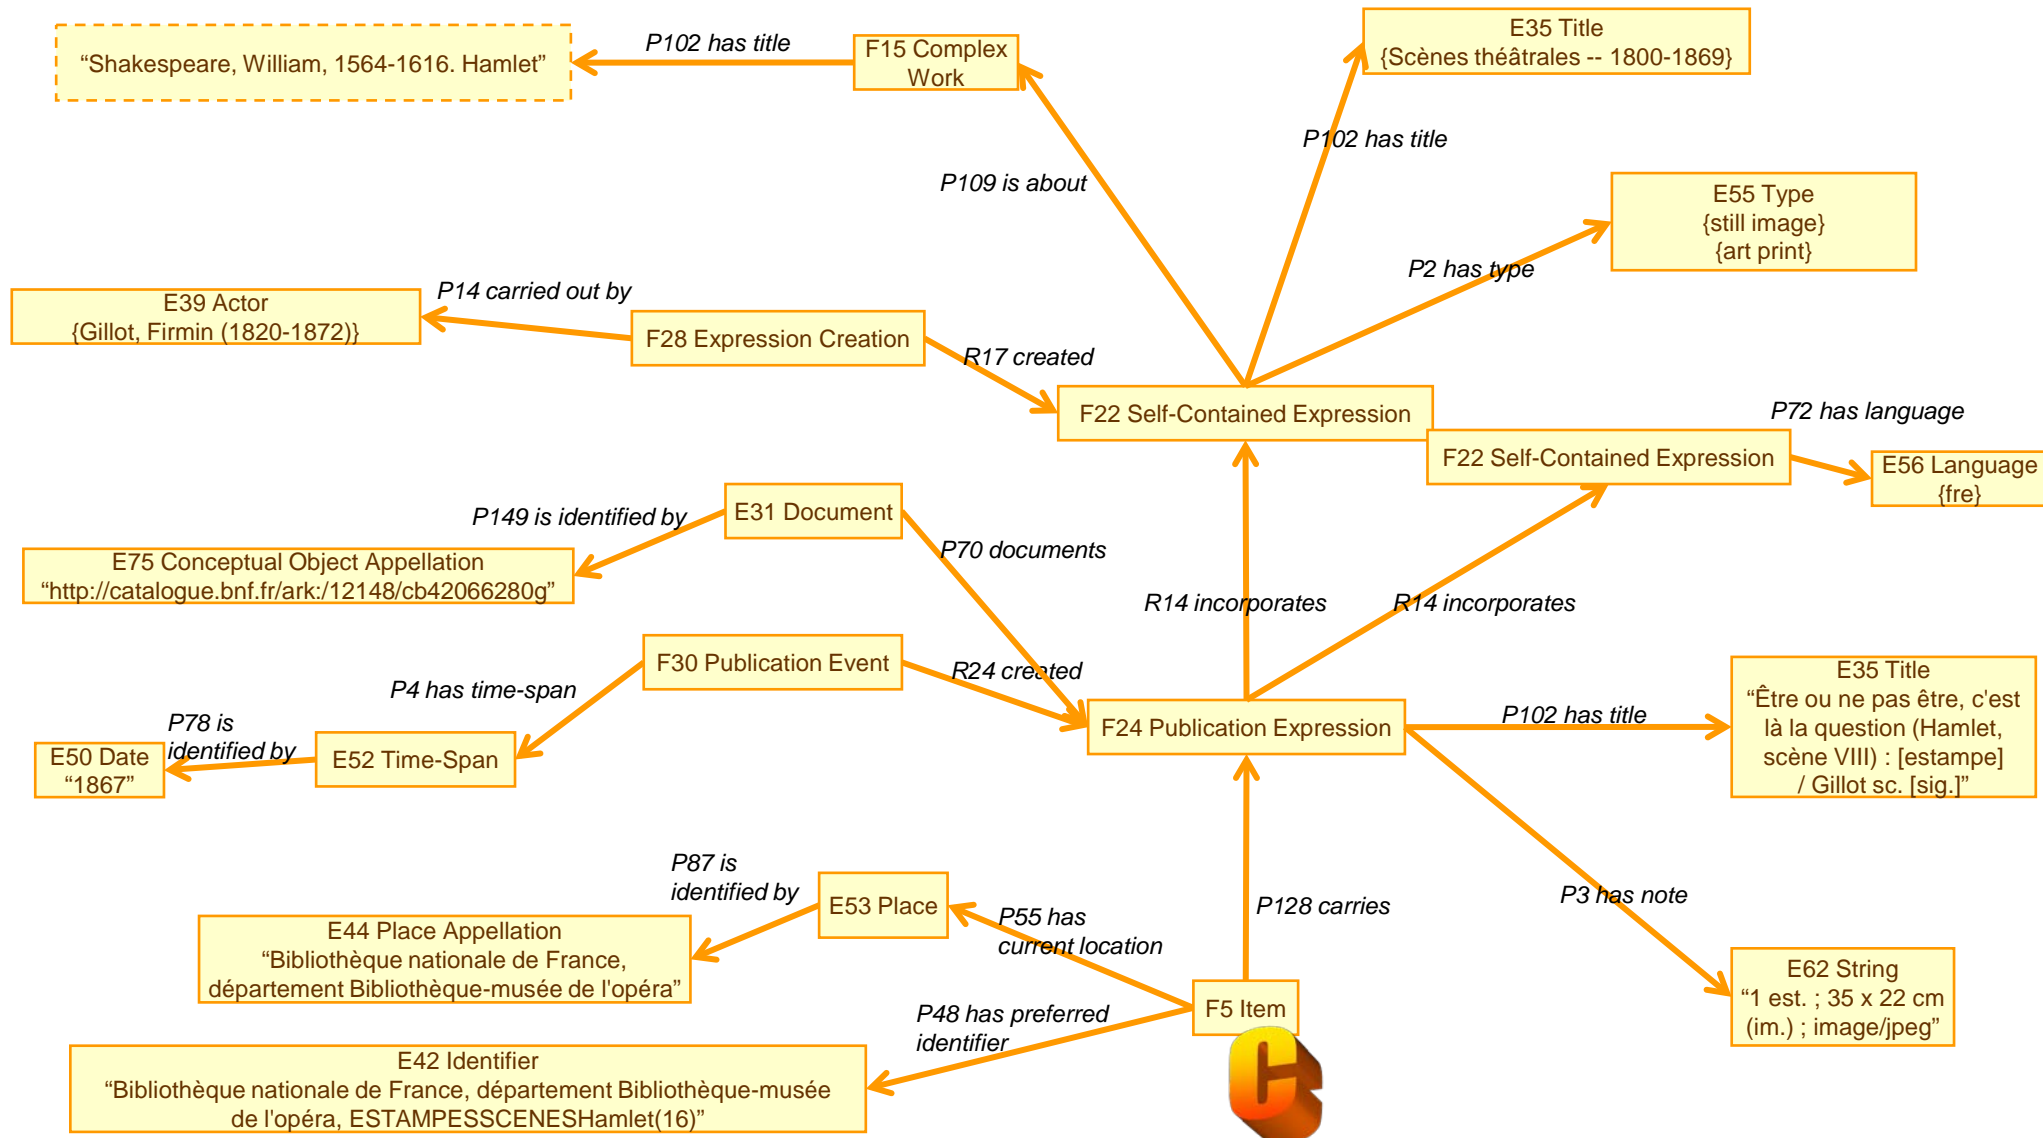 “Shakespeare, William, 1564-1616. Hamlet”
P102 has title
F15 Complex
Work
E35 Title
{Scènes théâtrales -- 1800-1869}
P102 has title
P109 is about
E55 Type
{still image}
{art print}
P2 has type
E39 Actor
{Gillot, Firmin (1820-1872)}
P14 carried out by
F28 Expression Creation
R17 created
F22 Self-Contained Expression
P72 has language
F22 Self-Contained Expression
E56 Language
{fre}
P149 is identified by
E31 Document
P70 documents
E75 Conceptual Object Appellation
“http://catalogue.bnf.fr/ark:/12148/cb42066280g”
R14 incorporates
R14 incorporates
F30 Publication Event
R24 created
P4 has time-span
P78 is
identified by
E50 Date
“1867”
E52 Time-Span
F24 Publication Expression
P102 has title
E35 Title
“Être ou ne pas être, c'est
là la question (Hamlet,
scène VIII) : [estampe]
/ Gillot sc. [sig.]”
P87 is
identified by
E53 Place
P55 has
current location
P128 carries
P3 has note
E44 Place Appellation
“Bibliothèque nationale de France,
département Bibliothèque-musée de l'opéra”
P48 has preferred
identifier
F5 Item
E62 String
“1 est. ; 35 x 22 cm
(im.) ; image/jpeg”
E42 Identifier
“Bibliothèque nationale de France, département Bibliothèque-musée
de l'opéra, ESTAMPESSCENESHamlet(16)”
C